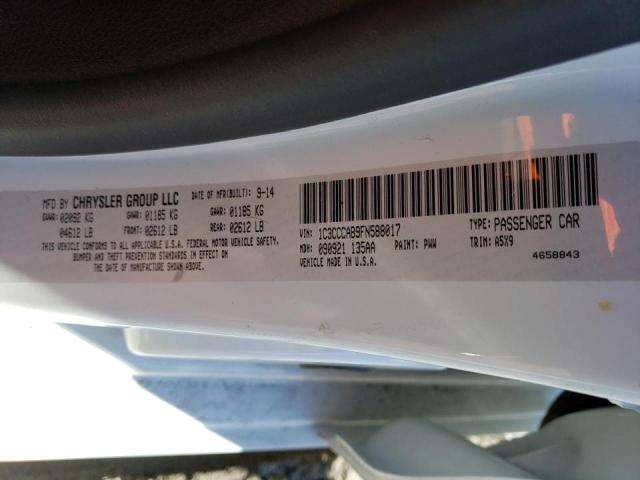 MFD BY CHRYSLER GROUP LLC DATE OF MFR(BUILT): 9-14
GVWR: 02092 KG GAWR: 01185 KG GAWR: 01185 KG
04612 LB FRONT: 02612 LB REAR: 02612 LB
THIS VEHICLE CONFORMS TO ALL APPLICABLE U.S.A. FEDERAL MOTOR VEHICLE SAFETY,
BUMPER AND THEFT PREVENTION STANDARDS IN EFFECT ON
THE DATE OF MANUFACTURE SHOWN ABOVE.
VIN: 1C3CCCAB9FN588017 TYPE: PASSENGER CAR
MDH: 090921 135AA PAINT: PWW TRIM: A5X9
VEHICLE MADE IN U.S.A. 4658843